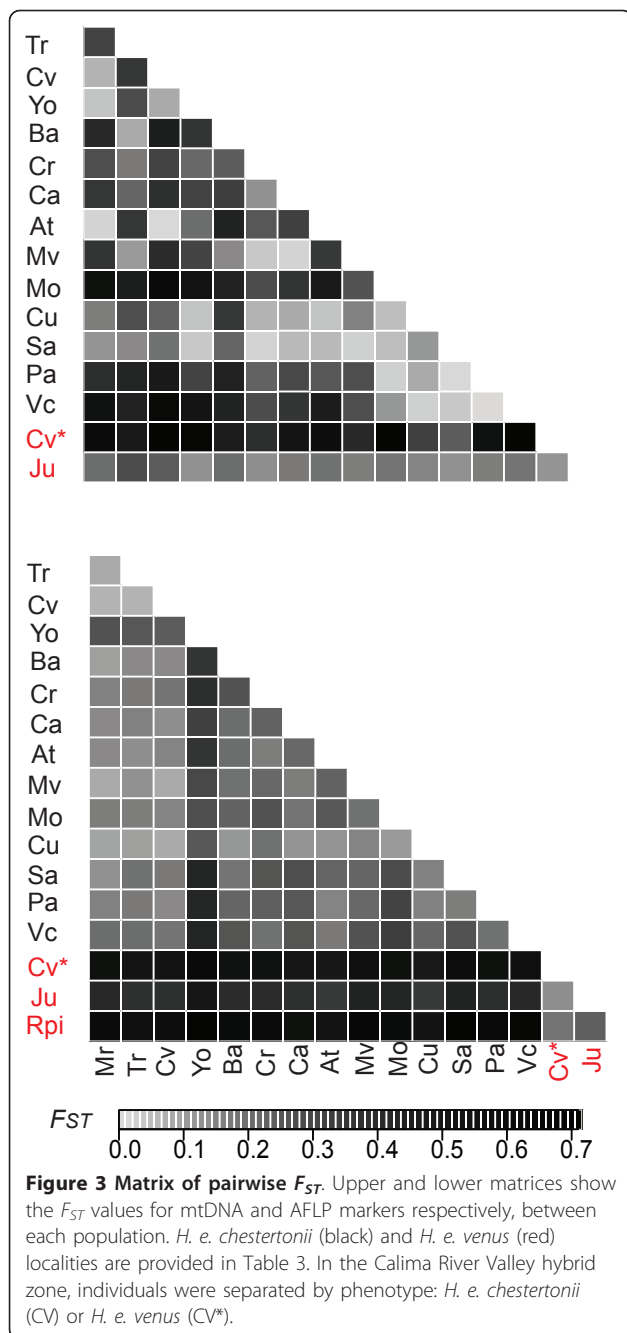 Tr
Cv
Yo
Ba
Cr
Ca
At
Mv
Mo
Cu
Sa
Pa
Vc
Cv*
Ju
Tr
Cv
Yo
Ba
Cr
Ca
At
Mv
Mo
Cu
Sa
Pa
Vc
Cv*
Ju
Rpi
Mr Tr Cv Yo Ba Cr Ca At Mv Mo Cu Sa Pa Vc Cv* Ju
FST
0.0 0.1 0.2 0.3 0.4 0.5 0.6 0.7
Figure 3 Matrix of pairwise FST. Upper and lower matrices show
the FST values for mtDNA and AFLP markers respectively, between
each population. H. e. chestertonii (black) and H. e. venus (red)
localities are provided in Table 3. In the Calima River Valley hybrid
zone, individuals were separated by phenotype: H. e. chestertonii
(CV) or H. e. venus (CV*).